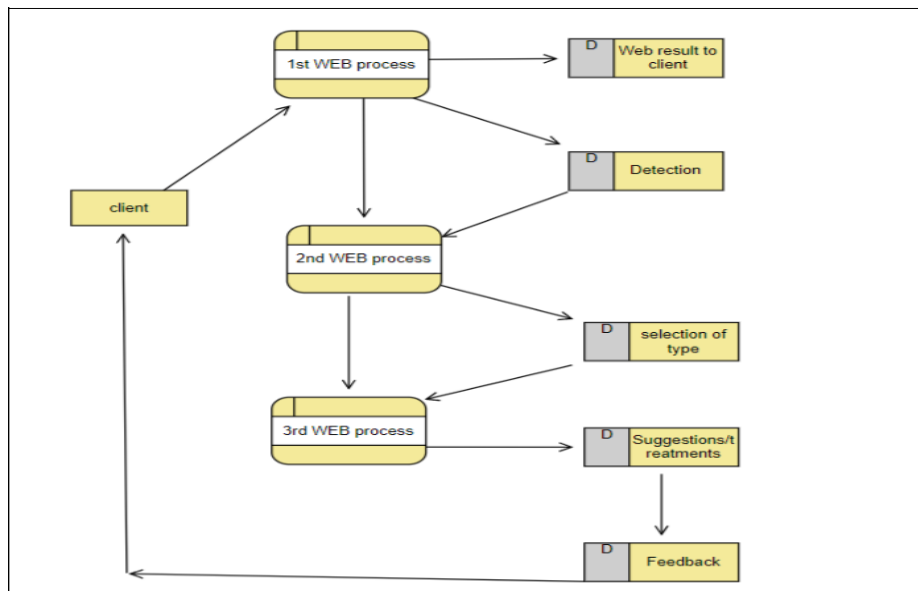 1st WEB process
D
Web result to
client
D
Detection
client
2nd WEB process
D
selection of
type
3rd WEB process
D
Suggestions/t
reatments
D
Feedback